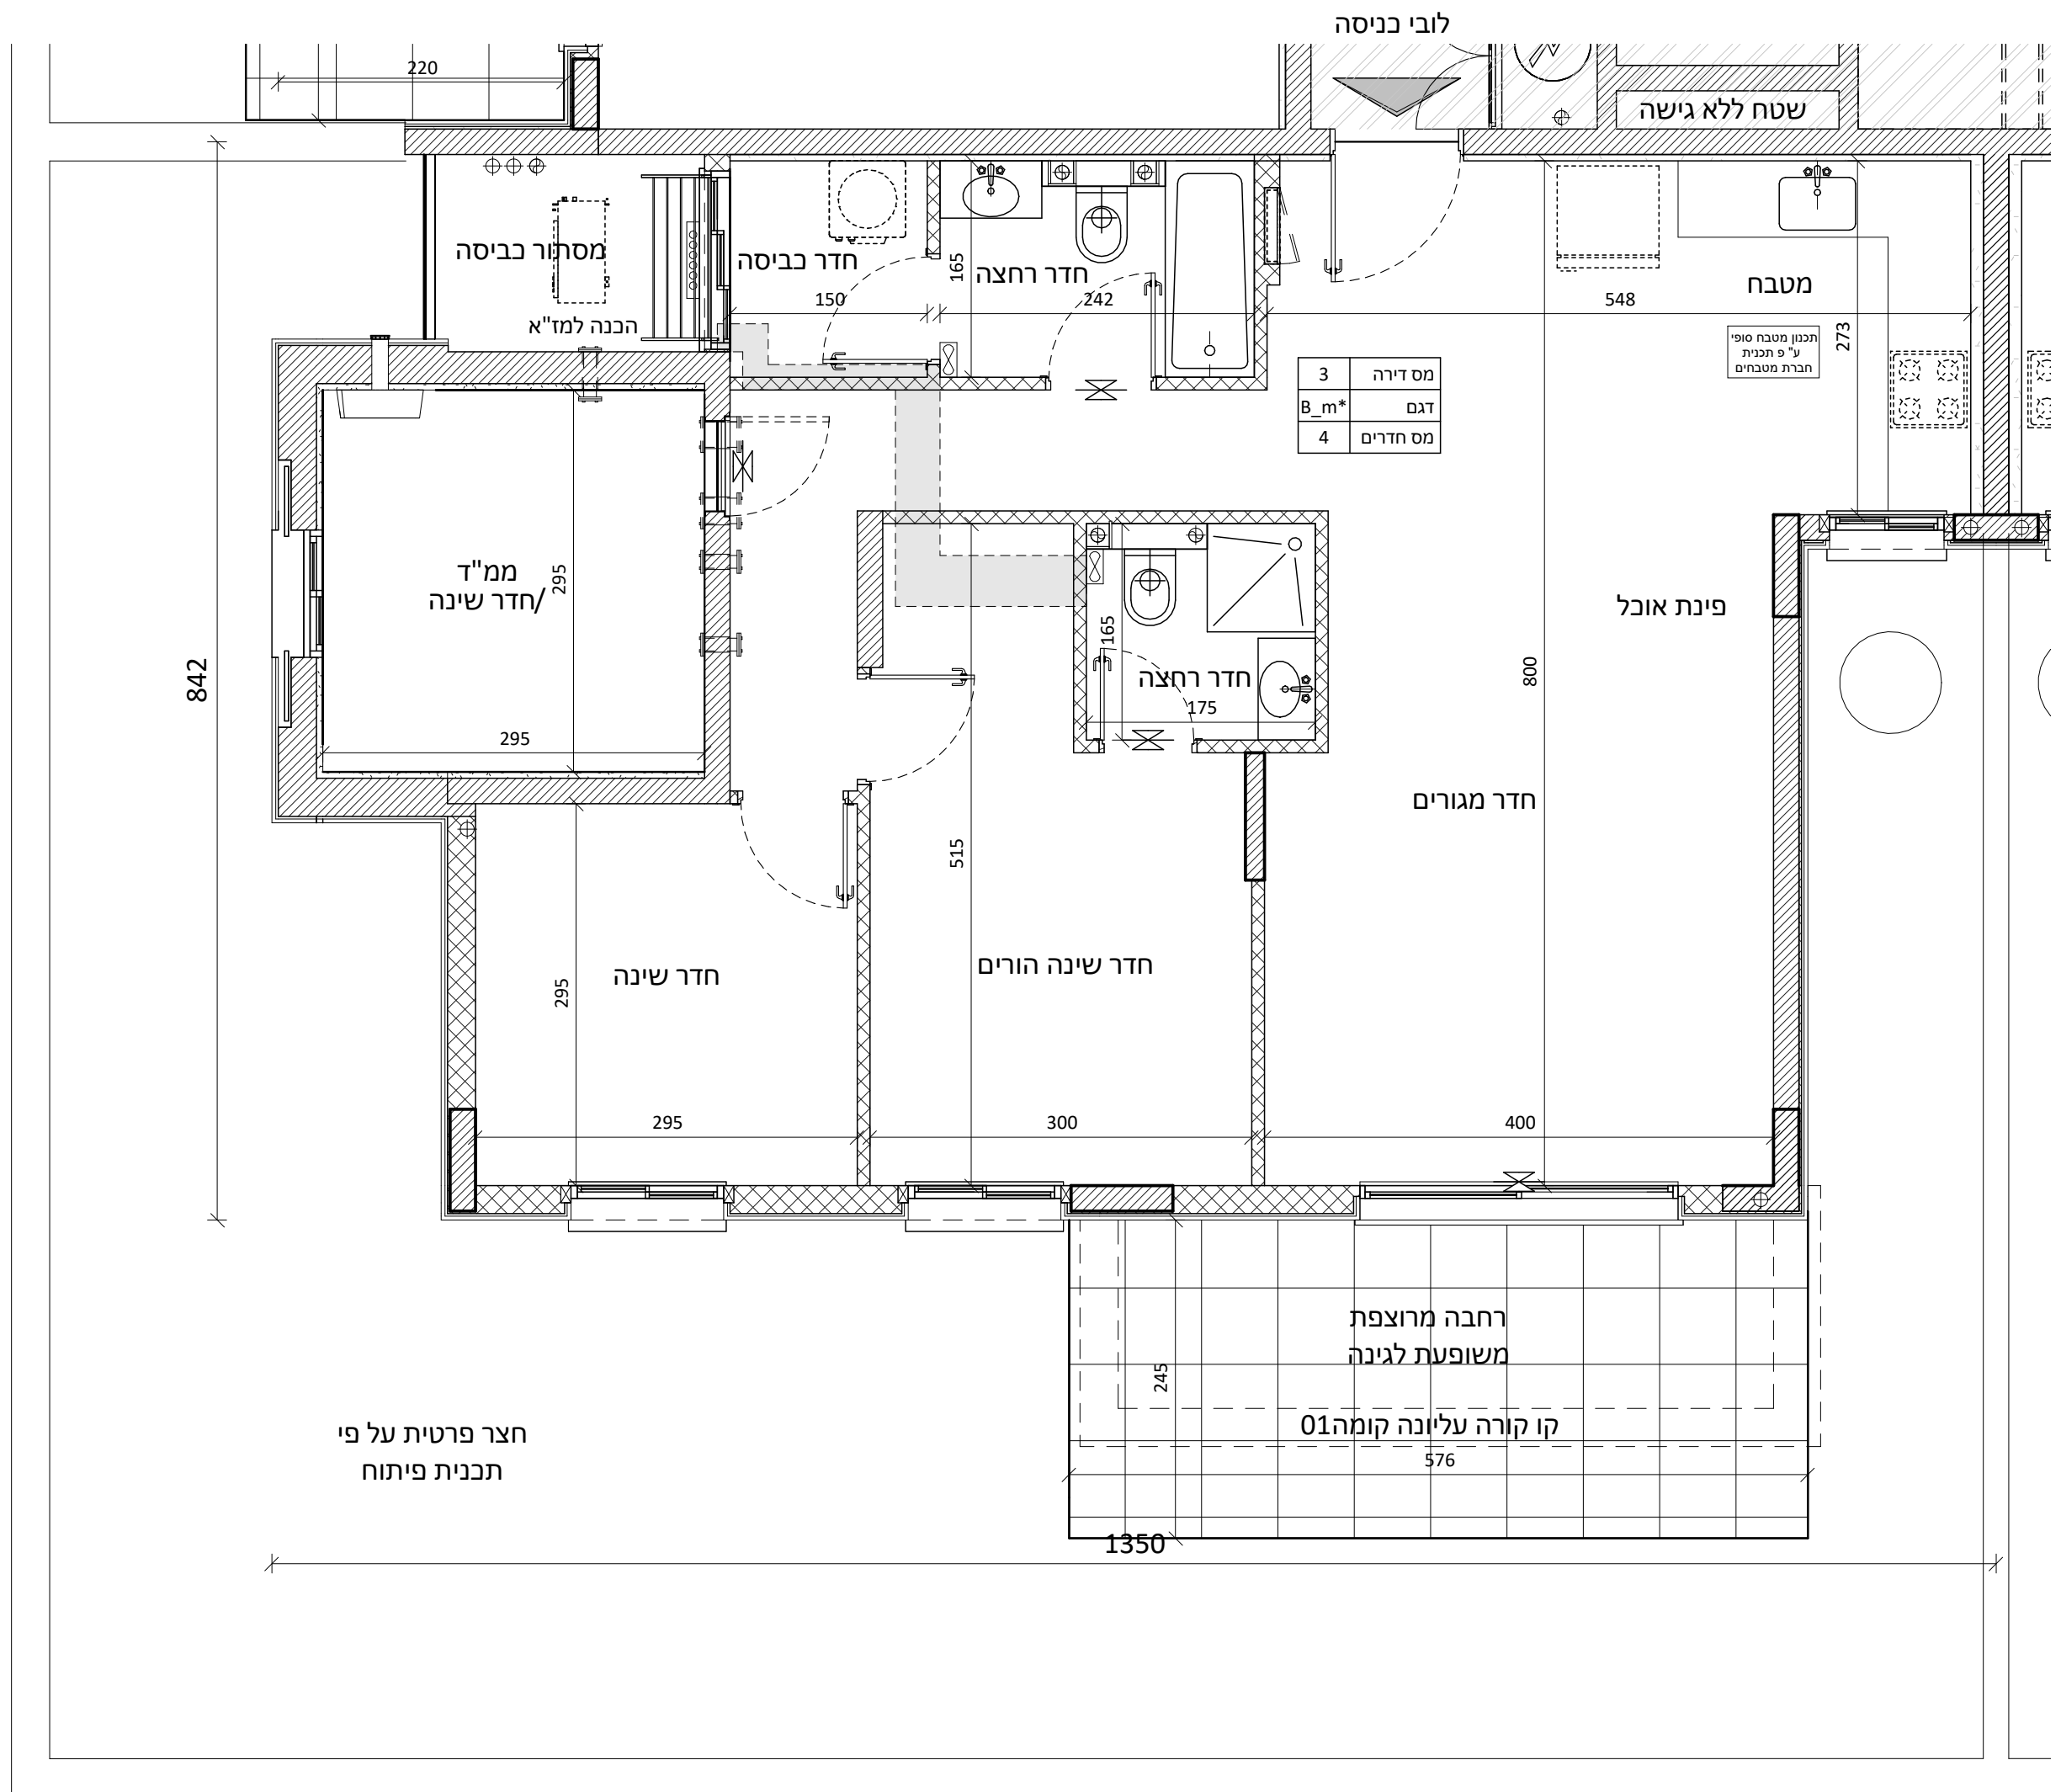 לובי כניסה
220
שטח ללא גישה
מסתור כביסה
חדר כביסה
חדר רחצה
165
מטבח
150
242
548
הכנה למז"א
273
תכנון מטבח סופי
ע"פ תכנית
חברת מטבחים
מס דירה 3
דגם B_m*
מס חדרים 4
ממ"ד
/חדר שינה
295
295
842
פינת אוכל
165
חדר רחצה
175
800
חדר מגורים
515
חדר שינה הורים
חדר שינה
295
295
300
400
רחבה מרוצפת
משופעת לגינה
245
קו קורה עליונה קומה01
576
חצר פרטית על פי
תכנית פיתוח
1350